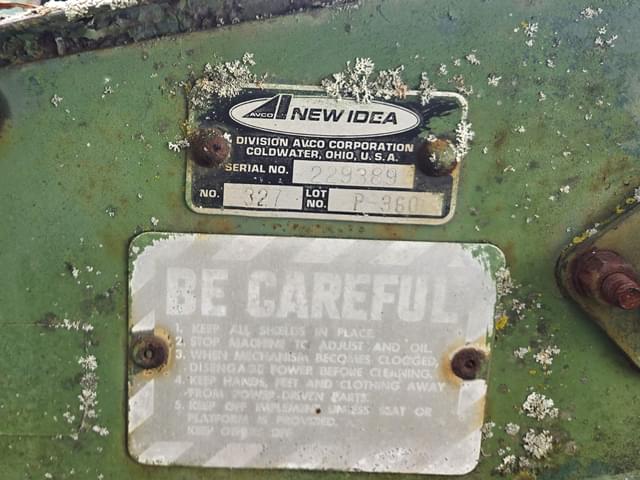 AVCO NEW IDEA
DIVISION AVCO CORPORATION
COLDWATER, OHIO, U.S.A.
SERIAL NO. 229389
NO. 327 LOT NO. P-360
BE CAREFUL
1. KEEP ALL SHIELDS IN PLACE.
2. STOP MACHINE TO ADJUST AND OIL.
3. WHEN MECHANISM BECOMES CLOGGED,
DISENGAGE POWER BEFORE CLEANING.
4. KEEP HANDS, FEET AND CLOTHING AWAY
FROM POWER-DRIVEN PARTS.
5. KEEP OFF IMPLEMENT UNLESS SEAT OR
PLATFORM IS PROVIDED.
KEEP OTHERS OFF.